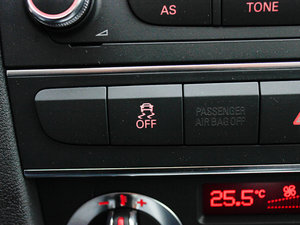 AS
TONE
OFF
PASSENGER
AIR BAG OFF
- +
25.5°C